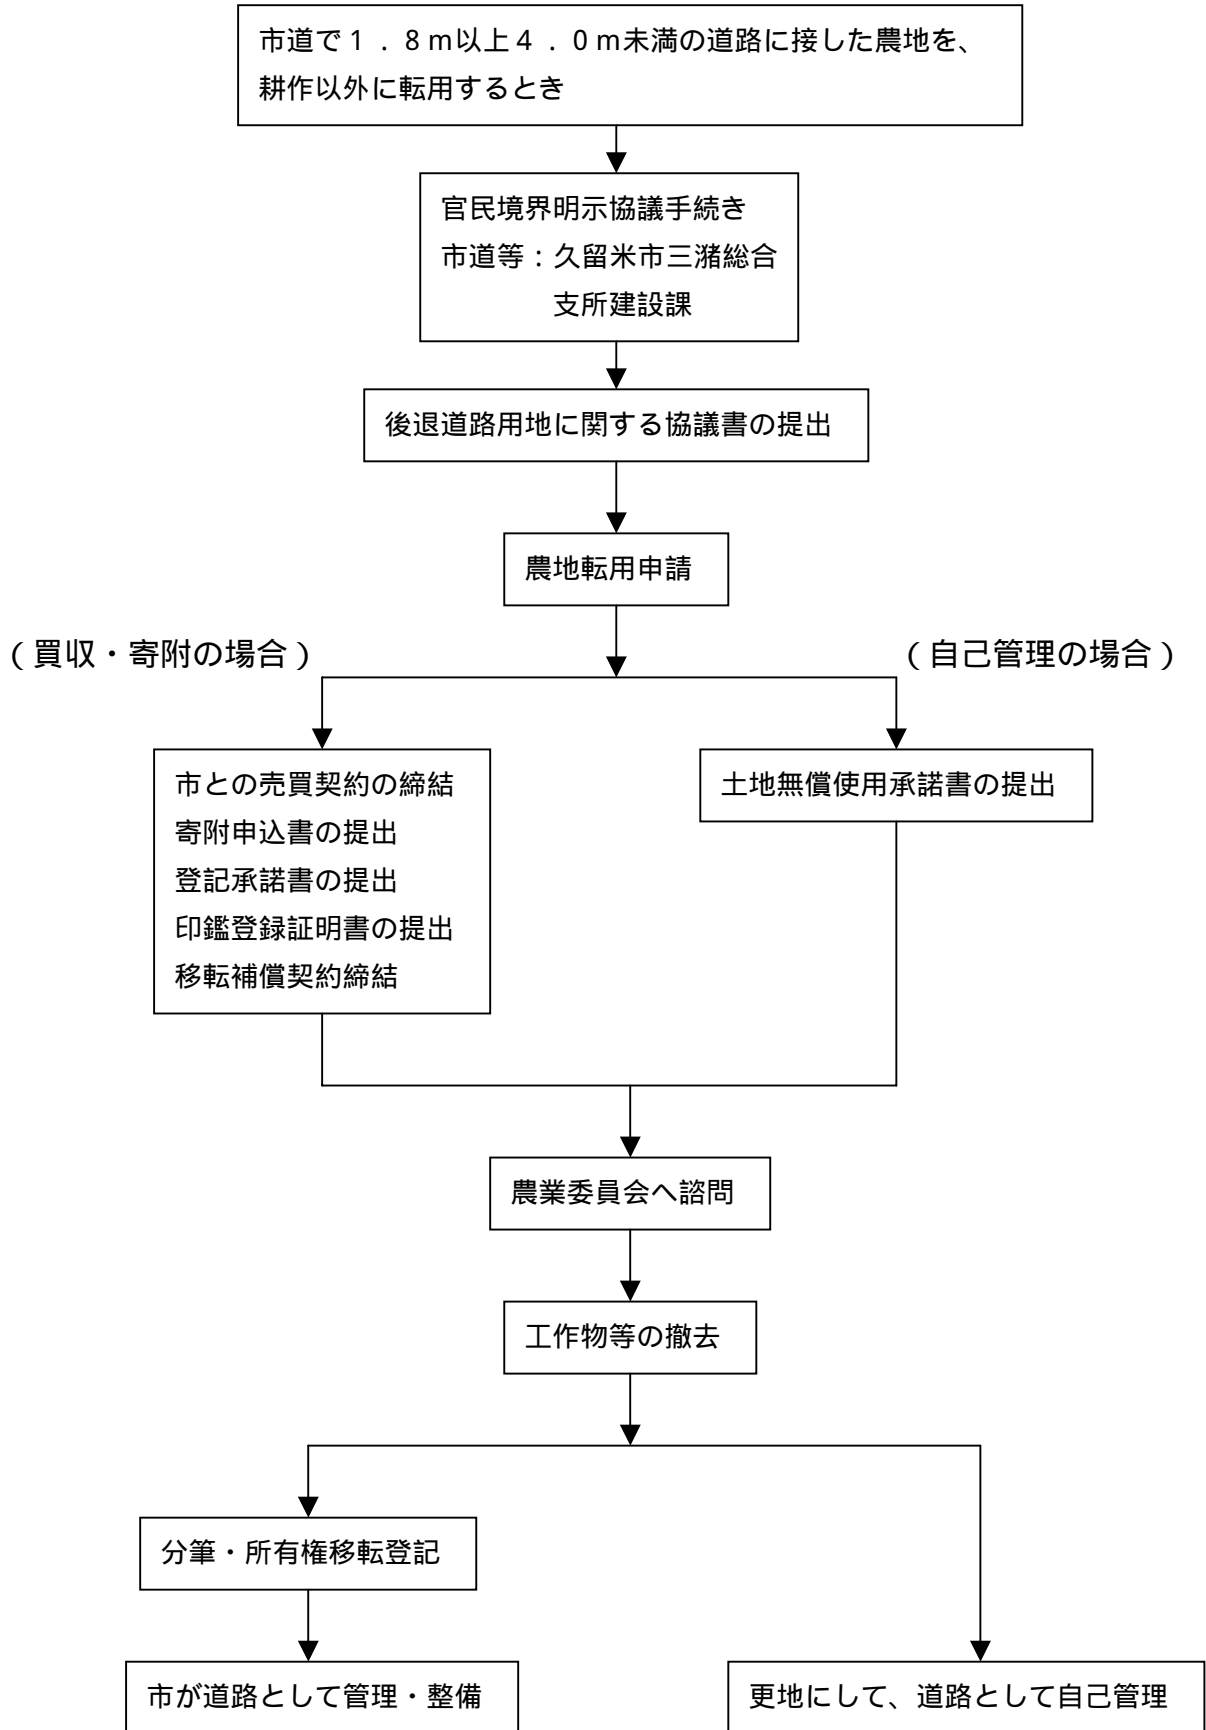 市道で１．８ｍ以上４．０ｍ未満の道路に接した農地を、
耕作以外に転用するとき
官民境界明示協議手続き
市道等：久留米市三潴総合
支所建設課
後退道路用地に関する協議書の提出
農地転用申請
（買収・寄附の場合）
（自己管理の場合）
市との売買契約の締結
寄附申込書の提出
登記承諾書の提出
印鑑登録証明書の提出
移転補償契約締結
土地無償使用承諾書の提出
農業委員会へ諮問
工作物等の撤去
分筆・所有権移転登記
市が道路として管理・整備
更地にして、道路として自己管理